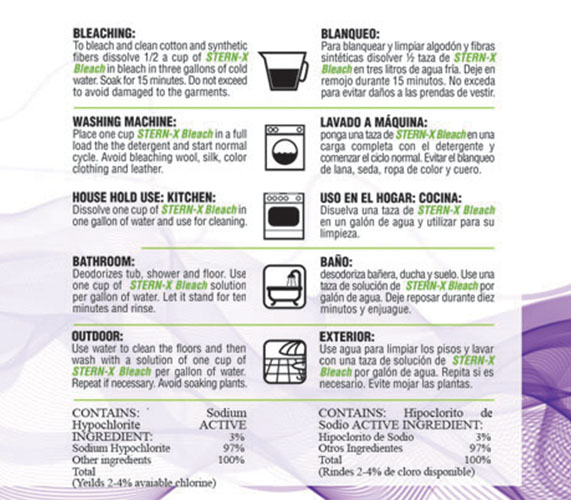 BLEACHING:
To bleach and clean cotton and synthetic
fibers dissolve 1/2 a cup of STERN-X
Bleach in bleach in three gallons of cold
water. Soak for 15 minutes. Do not exceed
to avoid damaged to the garments.
WASHING MACHINE:
Place one cup STERN-X Bleach in a full
load the the detergent and start normal
cycle. Avoid bleaching wool, silk, color
clothing and leather.
HOUSE HOLD USE: KITCHEN:
Dissolve one cup of STERN-X Bleach in
one gallon of water and use for cleaning.
BATHROOM:
Deodorizes tub, shower and floor. Use
one cup of STERN-X Bleach solution
per gallon of water. Let it stand for ten
minutes and rinse.
OUTDOOR:
Use water to clean the floors and then
wash with a solution of one cup of
STERN-X Bleach per gallon of water.
Repeat if necessary. Avoid soaking plants.
CONTAINS: Sodium
Hypochlorite ACTIVE
INGREDIENT: 3%
Sodium Hypochlorite 97%
Other ingredients 100%
Total
(Yeilds 2-4% avaiable chlorine)
BLANQUEO:
Para blanquear y limpiar algodón y fibras
sintéticas disolver ½ taza de STERN-X
Bleach en tres litros de agua fría. Deje en
remojo durante 15 minutos. No exceda
para evitar daños a las prendas de vestir.
LAVADO A MÁQUINA:
ponga una taza de STERN-X Bleach en una
carga completa con el detergente y
comenzar el ciclo normal. Evitar el blanqueo
de lana, seda, ropa de color y cuero.
USO EN EL HOGAR: COCINA:
Disuelva una taza de STERN-X Bleach
en un galón de agua y utilizar para su
limpieza.
BAÑO:
desodoriza bañera, ducha y suelo. Use una
taza de solución de STERN-X Bleach por
galón de agua. Deje reposar durante diez
minutos y enjuague.
EXTERIOR:
Use agua para limpiar los pisos y lavar
con una taza de solución de STERN-X
Bleach por galón de agua. Repita si es
necesario. Evite mojar las plantas.
CONTAINS: Hipoclorito de
Sodio ACTIVE INGREDIENT:
Hipoclorito de Sodio 3%
Otros Ingredientes 97%
Total 100%
(Rindes 2-4% de cloro disponible)